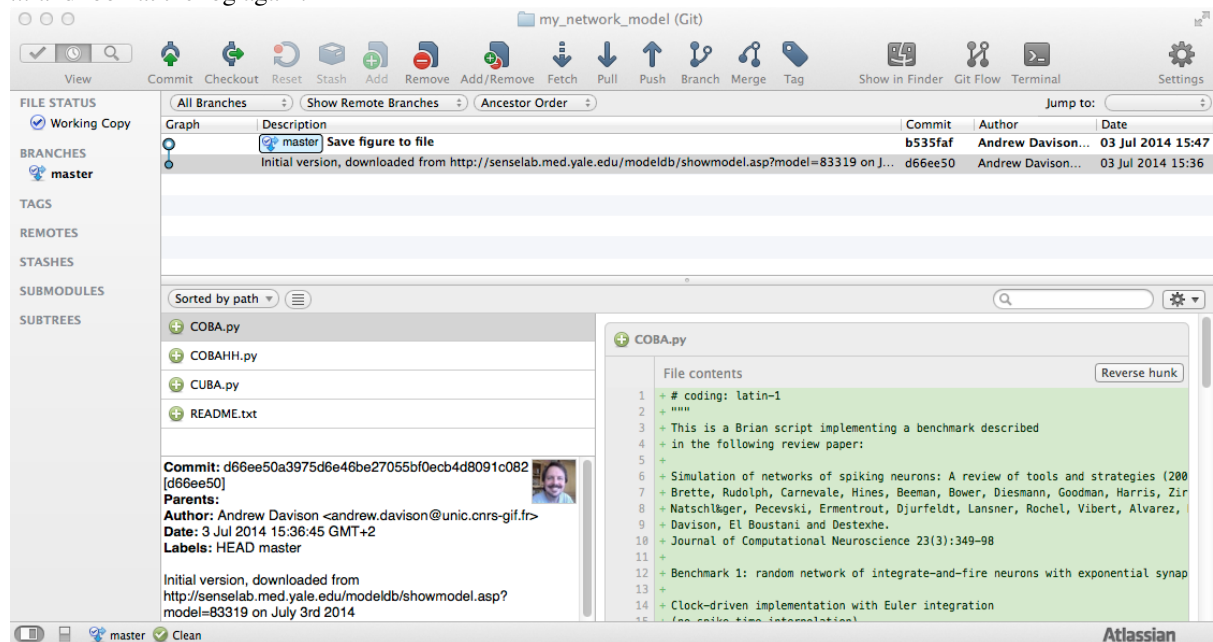 my_network_model (Git)
View Commit Checkout Reset Stash Add Remove Add/Remove Fetch Pull Push Branch Merge Tag Show in Finder Git Flow Terminal Settings
FILE STATUS
Working Copy
BRANCHES
master
TAGS
REMOTES
STASHES
SUBMODULES
SUBTREES
All Branches Show Remote Branches Ancestor Order Jump to:
Graph Description Commit Author Date
master Save figure to file b535faf Andrew Davison... 03 Jul 2014 15:47
Initial version, downloaded from http://senselab.med.yale.edu/modeldb/showmodel.asp?model=83319 on J... d66ee50 Andrew Davison... 03 Jul 2014 15:36
Sorted by path
COBA.py
COBAHH.py
CUBA.py
README.txt
Commit: d66ee50a3975d6e46be27055bf0ecb4d8091c082
[d66ee50]
Parents:
Author: Andrew Davison <andrew.davison@unic.cnrs-gif.fr>
Date: 3 Jul 2014 15:36:45 GMT+2
Labels: HEAD master
Initial version, downloaded from
http://senselab.med.yale.edu/modeldb/showmodel.asp?
model=83319 on July 3rd 2014
COBA.py
File contents Reverse hunk
1 + # coding: latin-1
2 + """
3 + This is a Brian script implementing a benchmark described
4 + in the following review paper:
5 +
6 + Simulation of networks of spiking neurons: A review of tools and strategies (200
7 + Brette, Rudolph, Carnevale, Hines, Beeman, Bower, Diesmann, Goodman, Harris, Zir
8 + Natschl&ger, Pecevski, Ermentrout, Djurfeldt, Lansner, Rochel, Vibert, Alvarez,
9 + Davison, El Boustani and Destexhe.
10 + Journal of Computational Neuroscience 23(3):349-98
11 +
12 + Benchmark 1: random network of integrate-and-fire neurons with exponential synap
13 +
14 + Clock-driven implementation with Euler integration
15 + (no spike time interpolation)
master Clean Atlassian